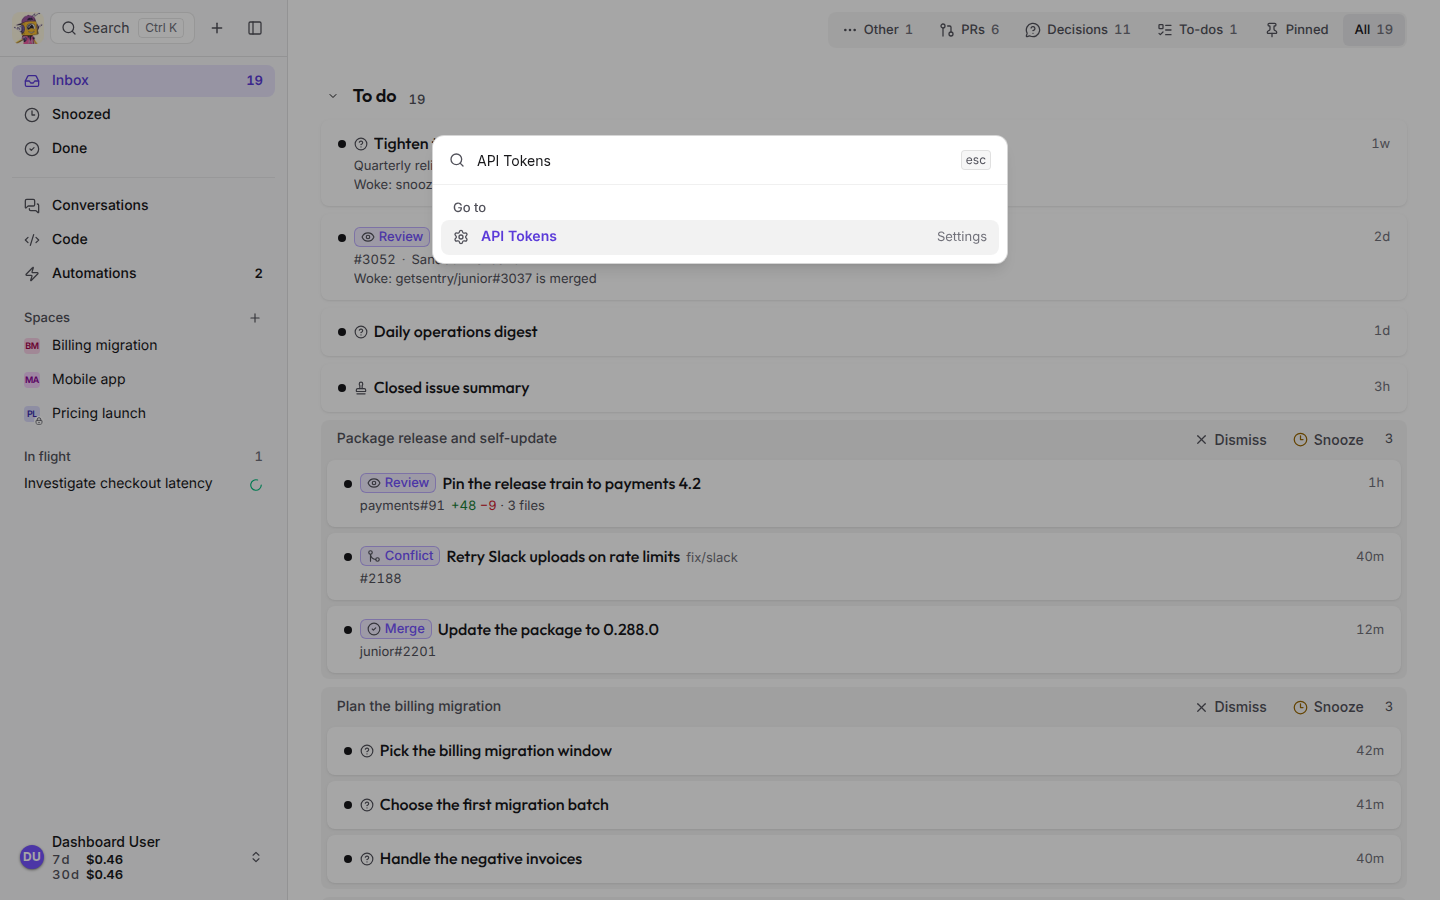 Search Ctrl K
Inbox 19
Snoozed
Done
Conversations
Code
Automations 2
Spaces
BM Billing migration
MA Mobile app
PL Pricing launch
In flight 1
Investigate checkout latency
Dashboard User
DU
7d $0.46
30d $0.46
Other 1 PRs 6 Decisions 11 To-dos 1 Pinned All 19
To do 19
Tighten 1w
Quarterly reli
Woke: snooz
API Tokens esc
Go to
API Tokens Settings
Review 2d
#3052 · San
Woke: getsentry/junior#3037 is merged
Daily operations digest 1d
Closed issue summary 3h
Package release and self-update Dismiss Snooze 3
Review Pin the release train to payments 4.2 1h
payments#91 +48 −9 · 3 files
Conflict Retry Slack uploads on rate limits fix/slack 40m
#2188
Merge Update the package to 0.288.0 12m
junior#2201
Plan the billing migration Dismiss Snooze 3
Pick the billing migration window 42m
Choose the first migration batch 41m
Handle the negative invoices 40m